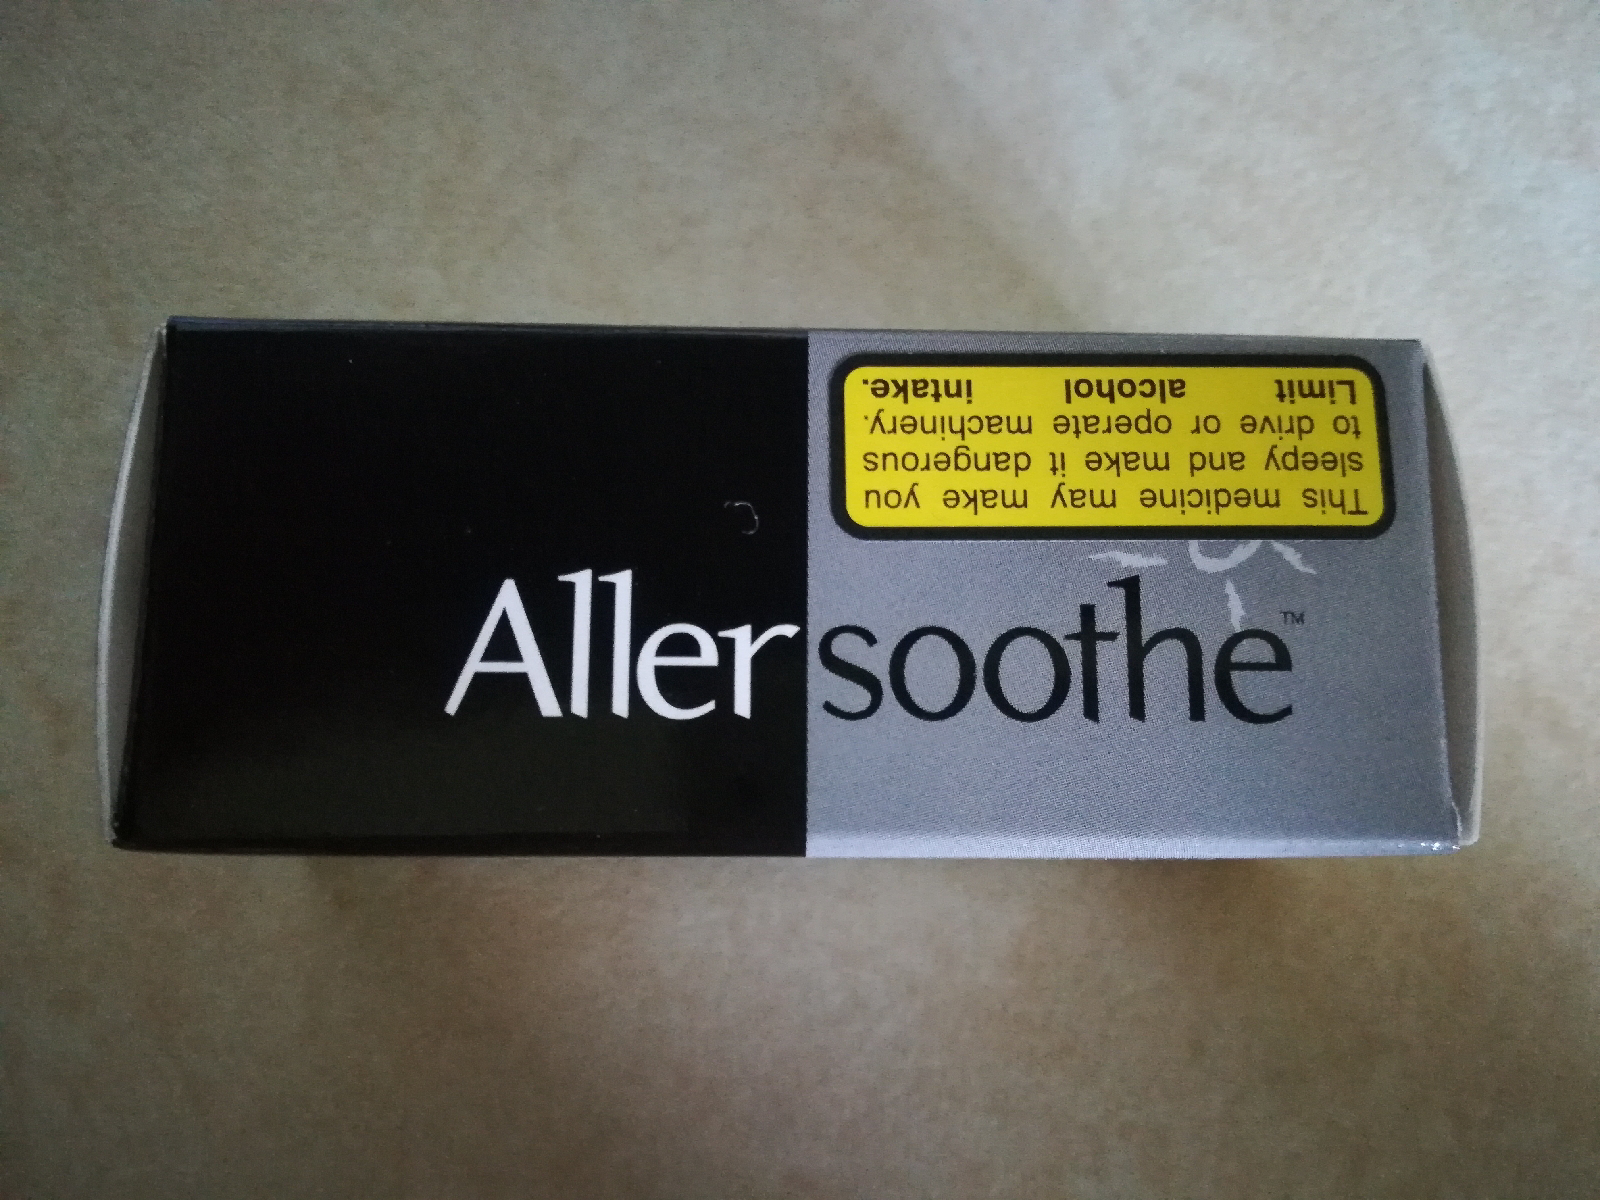 Allersoothe™
This medicine may make you
sleepy and make it dangerous
to drive or operate machinery.
Limit alcohol intake.